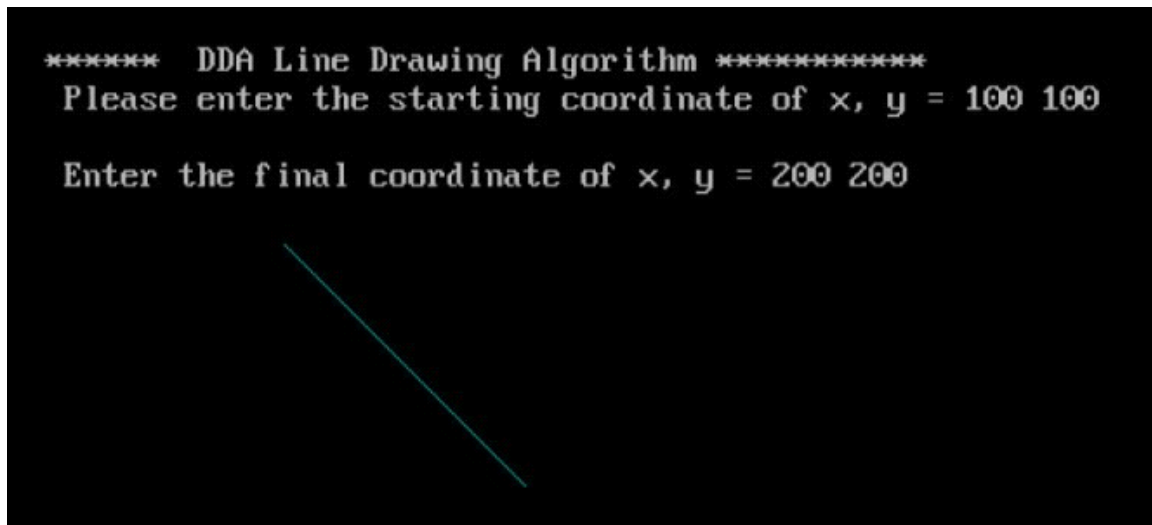 ******  DDA Line Drawing Algorithm ***********
Please enter the starting coordinate of x, y = 100 100
Enter the final coordinate of x, y = 200 200